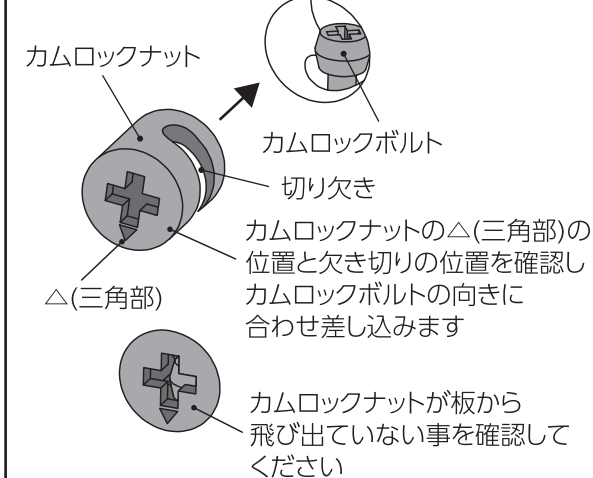 カムロックナット
カムロックボルト
切り欠き
カムロックナットの△(三角部)の
位置と欠き切りの位置を確認し
カムロックボルトの向きに
合わせ差し込みます
△(三角部)
カムロックナットが板から
飛び出ていない事を確認して
ください